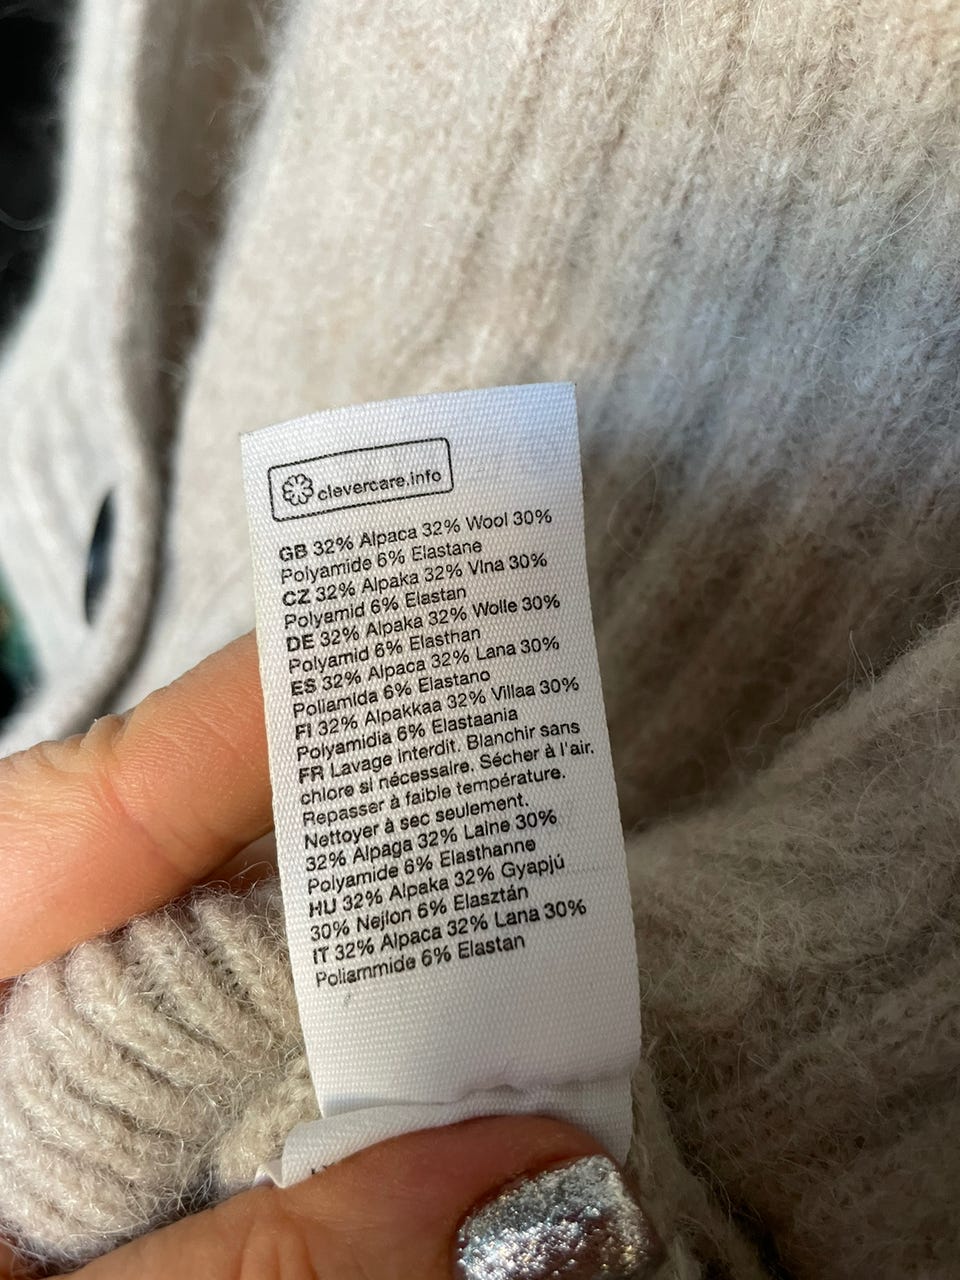 clevercare.info
GB 32% Alpaca 32% Wool 30%
Polyamide 6% Elastane
CZ 32% Alpaka 32% Vlna 30%
Polyamid 6% Elastan
DE 32% Alpaka 32% Wolle 30%
Polyamid 6% Elasthan
ES 32% Alpaca 32% Lana 30%
Poliamida 6% Elastano
FI 32% Alpakkaa 32% Villaa 30%
Polyamidia 6% Elastaania
FR Lavage interdit. Blanchir sans
chlore si nécessaire. Sécher à l'air.
Repasser à faible température.
Nettoyer à sec seulement.
32% Alpaga 32% Laine 30%
Polyamide 6% Elasthanne
HU 32% Alpaka 32% Gyapjú
30% Nejlon 6% Elasztán
IT 32% Alpaca 32% Lana 30%
Poliammide 6% Elastan